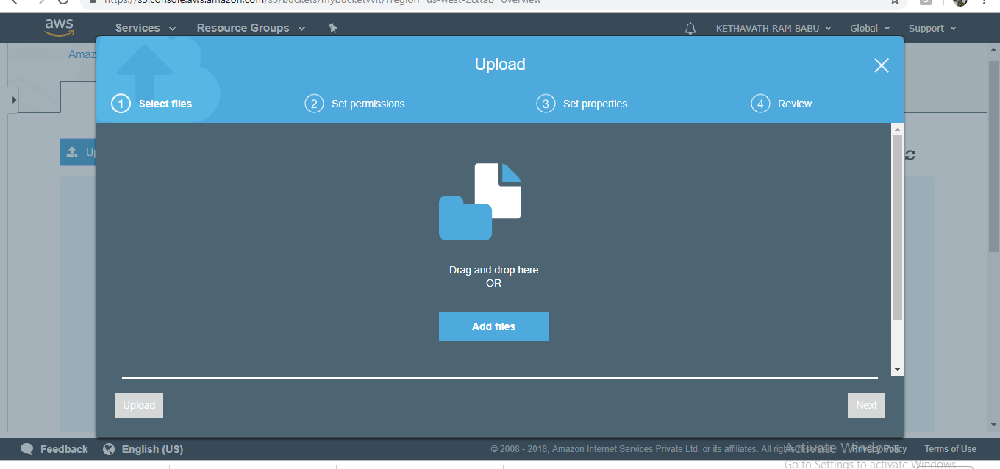 https://s3.console.aws.amazon.com/s3/buckets/mybucketvvit/?region=us-west-2&tab=overview
aws Services Resource Groups KETHAVATH RAM BABU Global Support
Amaz
Upload
1 Select files 2 Set permissions 3 Set properties 4 Review
Up
Drag and drop here
OR
Add files
Upload Next
Feedback English (US) © 2008 - 2018, Amazon Internet Services Private Ltd. or its affiliates. All rights reserved. Privacy Policy Terms of Use
Activate Windows
Go to Settings to activate Windows.